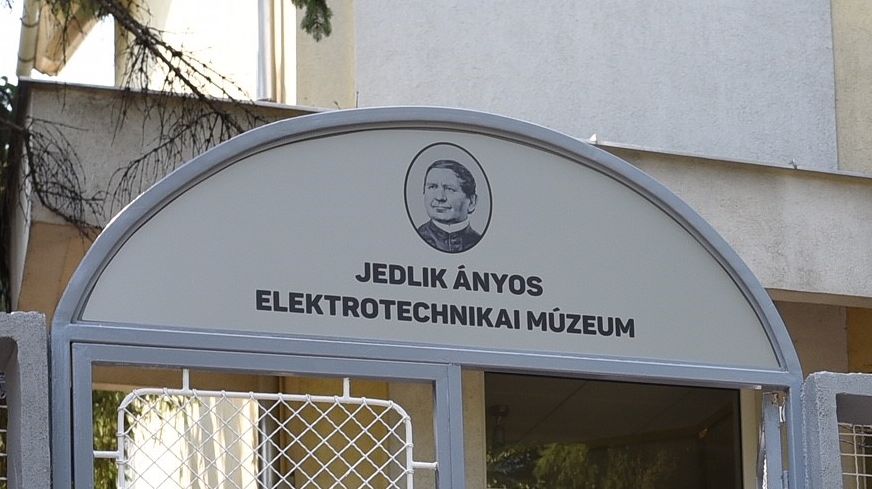 JEDLIK ÁNYOS
ELEKTROTECHNIKAI MÚZEUM